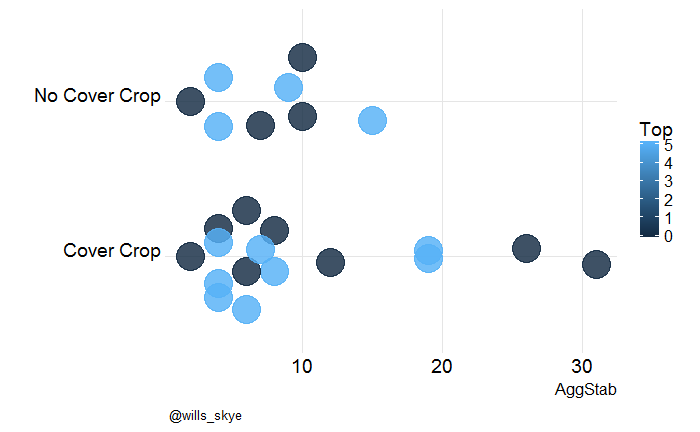 No Cover Crop
Top
5
4
3
2
1
0
Cover Crop
10 20 30
AggStab
@wills_skye